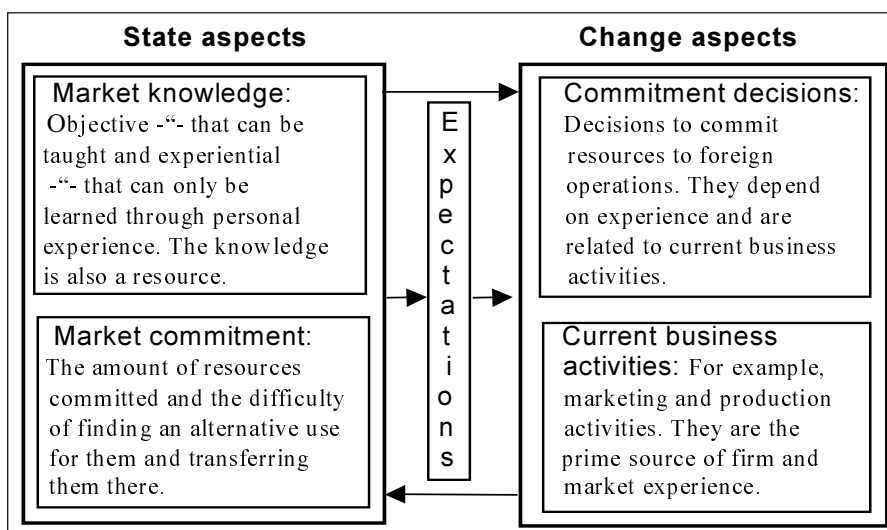 State aspects
Change aspects
Market knowledge:
Objective -“- that can be
taught and experiential
-“- that can only be
learned through personal
experience. The knowledge
is also a resource.
Market commitment:
The amount of resources
committed and the difficulty
of finding an alternative use
for them and transferring
them there.
E
x
p
e
c
t
a
t
i
o
n
s
Commitment decisions:
Decisions to commit
resources to foreign
operations. They depend
on experience and are
related to current business
activities.
Current business
activities: For example,
marketing and production
activities. They are the
prime source of firm and
market experience.